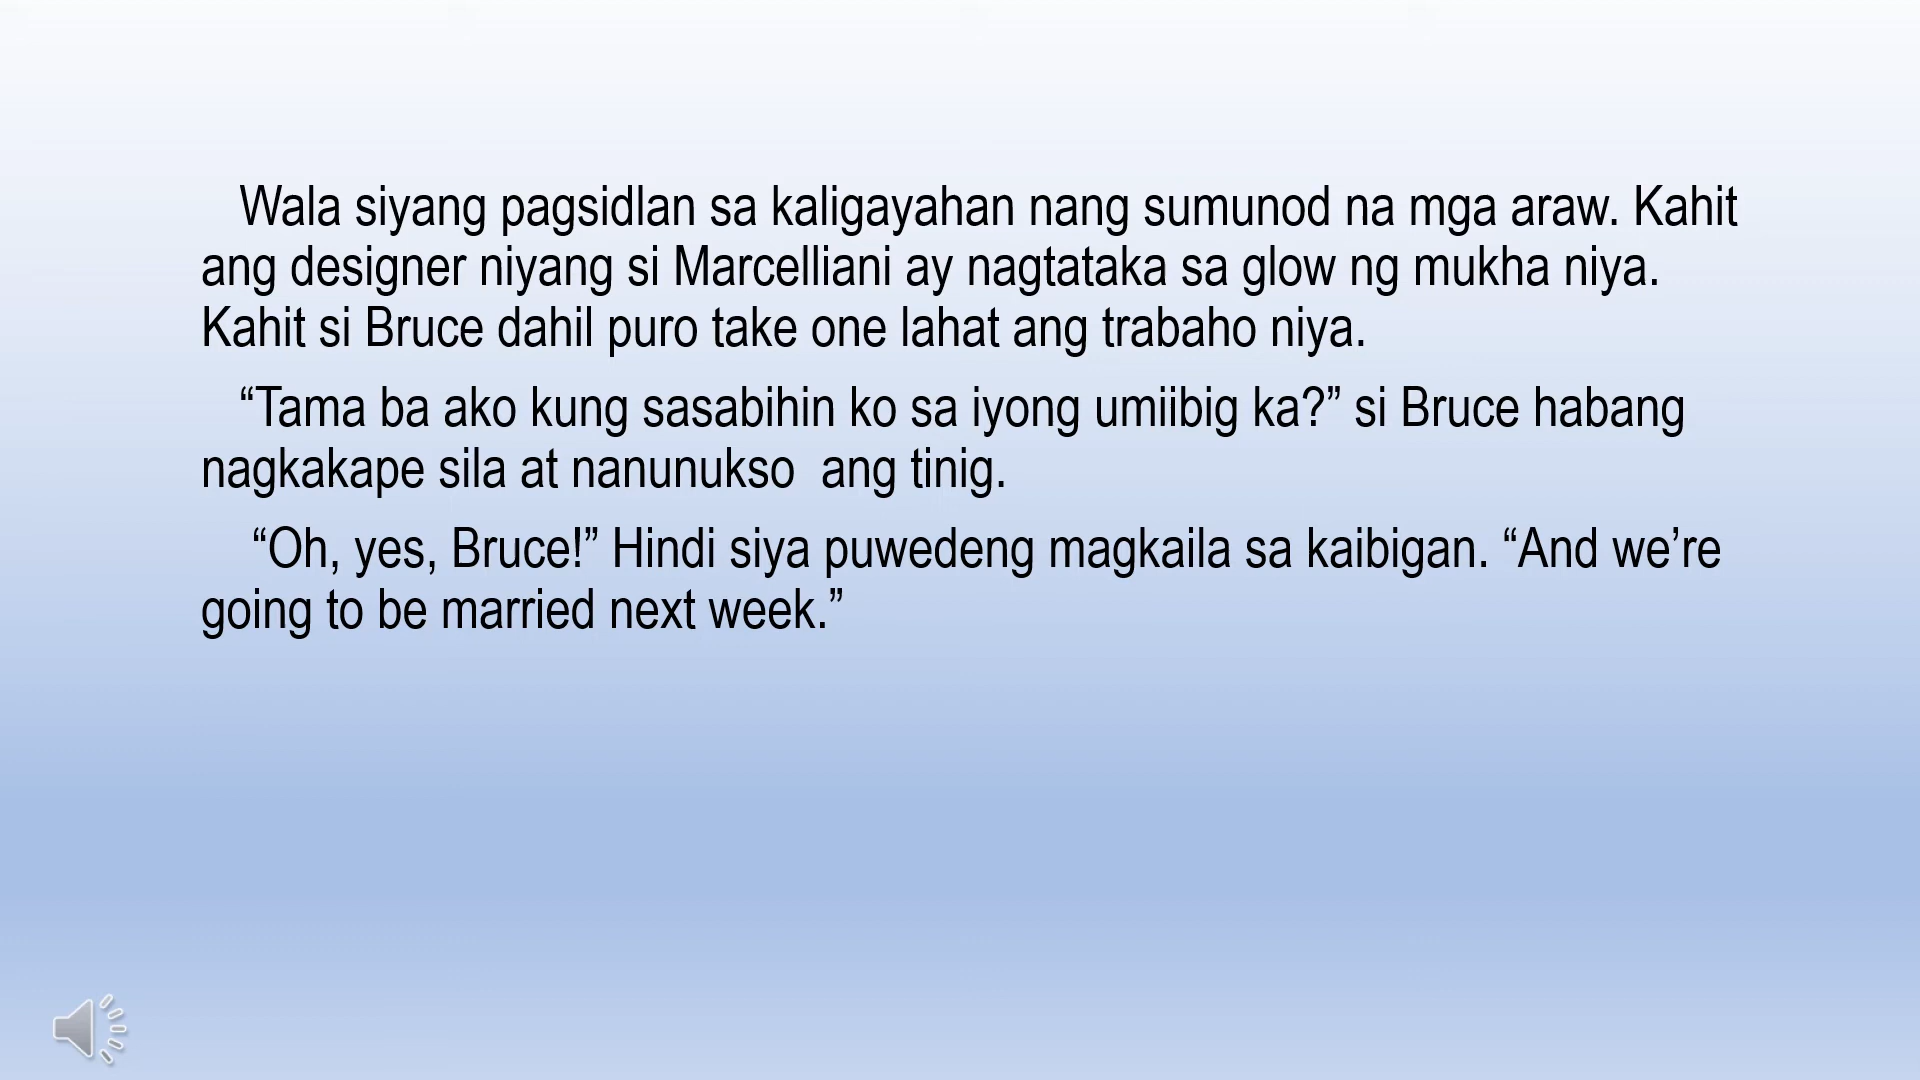 Wala siyang pagsidlan sa kaligayahan nang sumunod na mga araw. Kahit
ang designer niyang si Marcelliani ay nagtataka sa glow ng mukha niya.
Kahit si Bruce dahil puro take one lahat ang trabaho niya.
“Tama ba ako kung sasabihin ko sa iyong umiibig ka?” si Bruce habang
nagkakape sila at nanunukso  ang tinig.
“Oh, yes, Bruce!” Hindi siya puwedeng magkaila sa kaibigan. “And we’re
going to be married next week.”